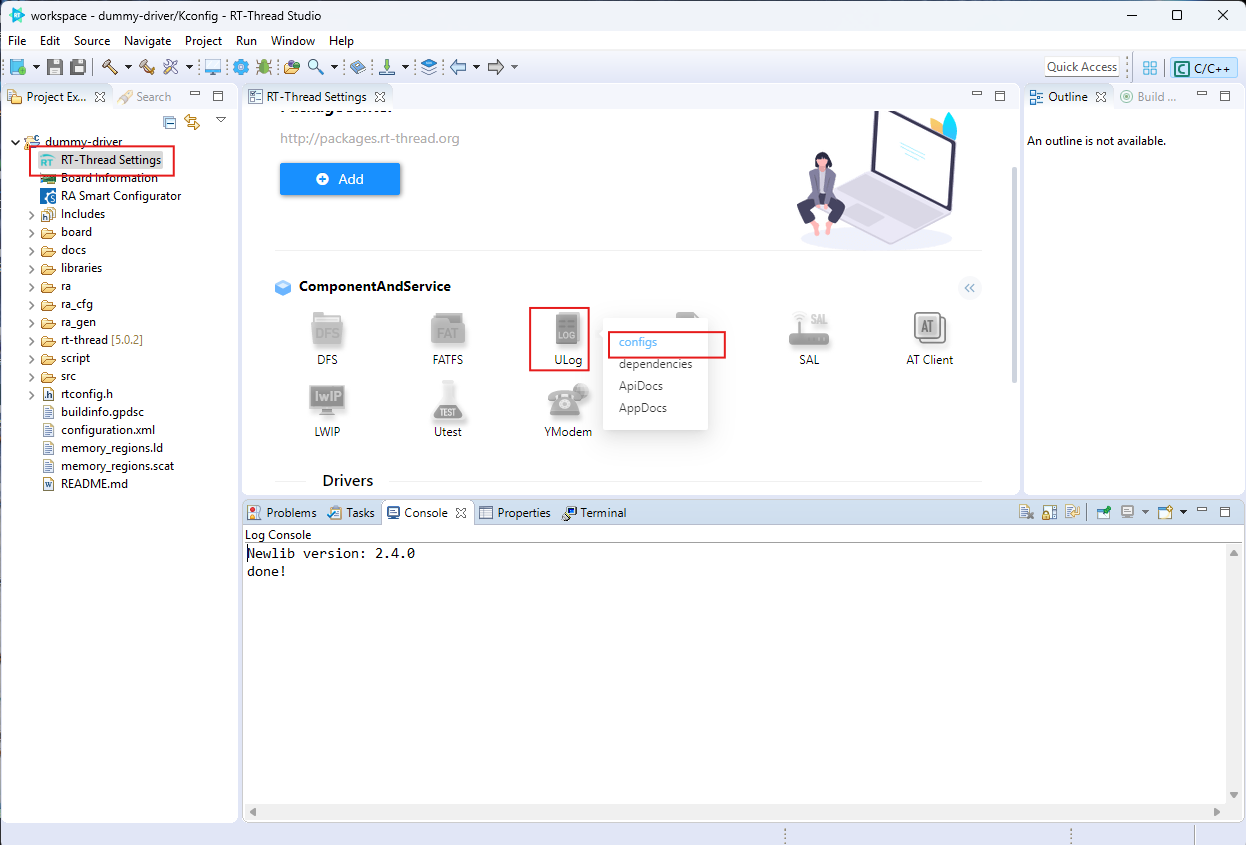 workspace - dummy-driver/Kconfig - RT-Thread Studio
File Edit Source Navigate Project Run Window Help
Quick Access
C/C++
Project Ex...
Search
dummy-driver
RT-Thread Settings
Board Information
RA Smart Configurator
Includes
board
docs
libraries
ra
ra_cfg
ra_gen
rt-thread [5.0.2]
script
src
rtconfig.h
buildinfo.gpdsc
configuration.xml
memory_regions.ld
memory_regions.scat
README.md
RT-Thread Settings
http://packages.rt-thread.org
Add
ComponentAndService
DFS
DFS
FAT
FATFS
LOG
ULog
configs
dependencies
ApiDocs
AppDocs
SAL
SAL
AT
AT Client
lwIP
LWIP
TEST
Utest
YModem
Drivers
Outline
Build ...
An outline is not available.
Problems Tasks Console Properties Terminal
Log Console
Newlib version: 2.4.0
done!